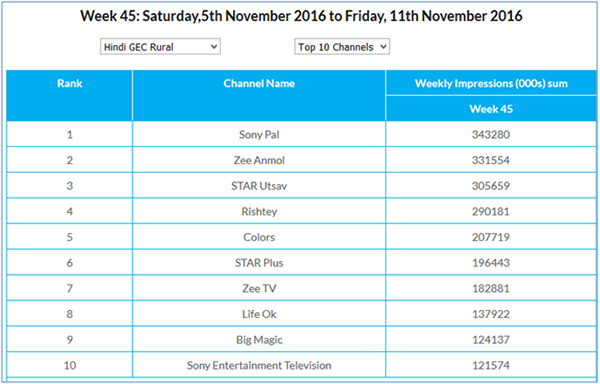 Week 45: Saturday,5th November 2016 to Friday, 11th November 2016
Hindi GEC Rural Top 10 Channels
Rank Channel Name Weekly Impressions (000s) sum
Week 45
1 Sony Pal 343280
2 Zee Anmol 331554
3 STAR Utsav 305659
4 Rishtey 290181
5 Colors 207719
6 STAR Plus 196443
7 Zee TV 182881
8 Life Ok 137922
9 Big Magic 124137
10 Sony Entertainment Television 121574